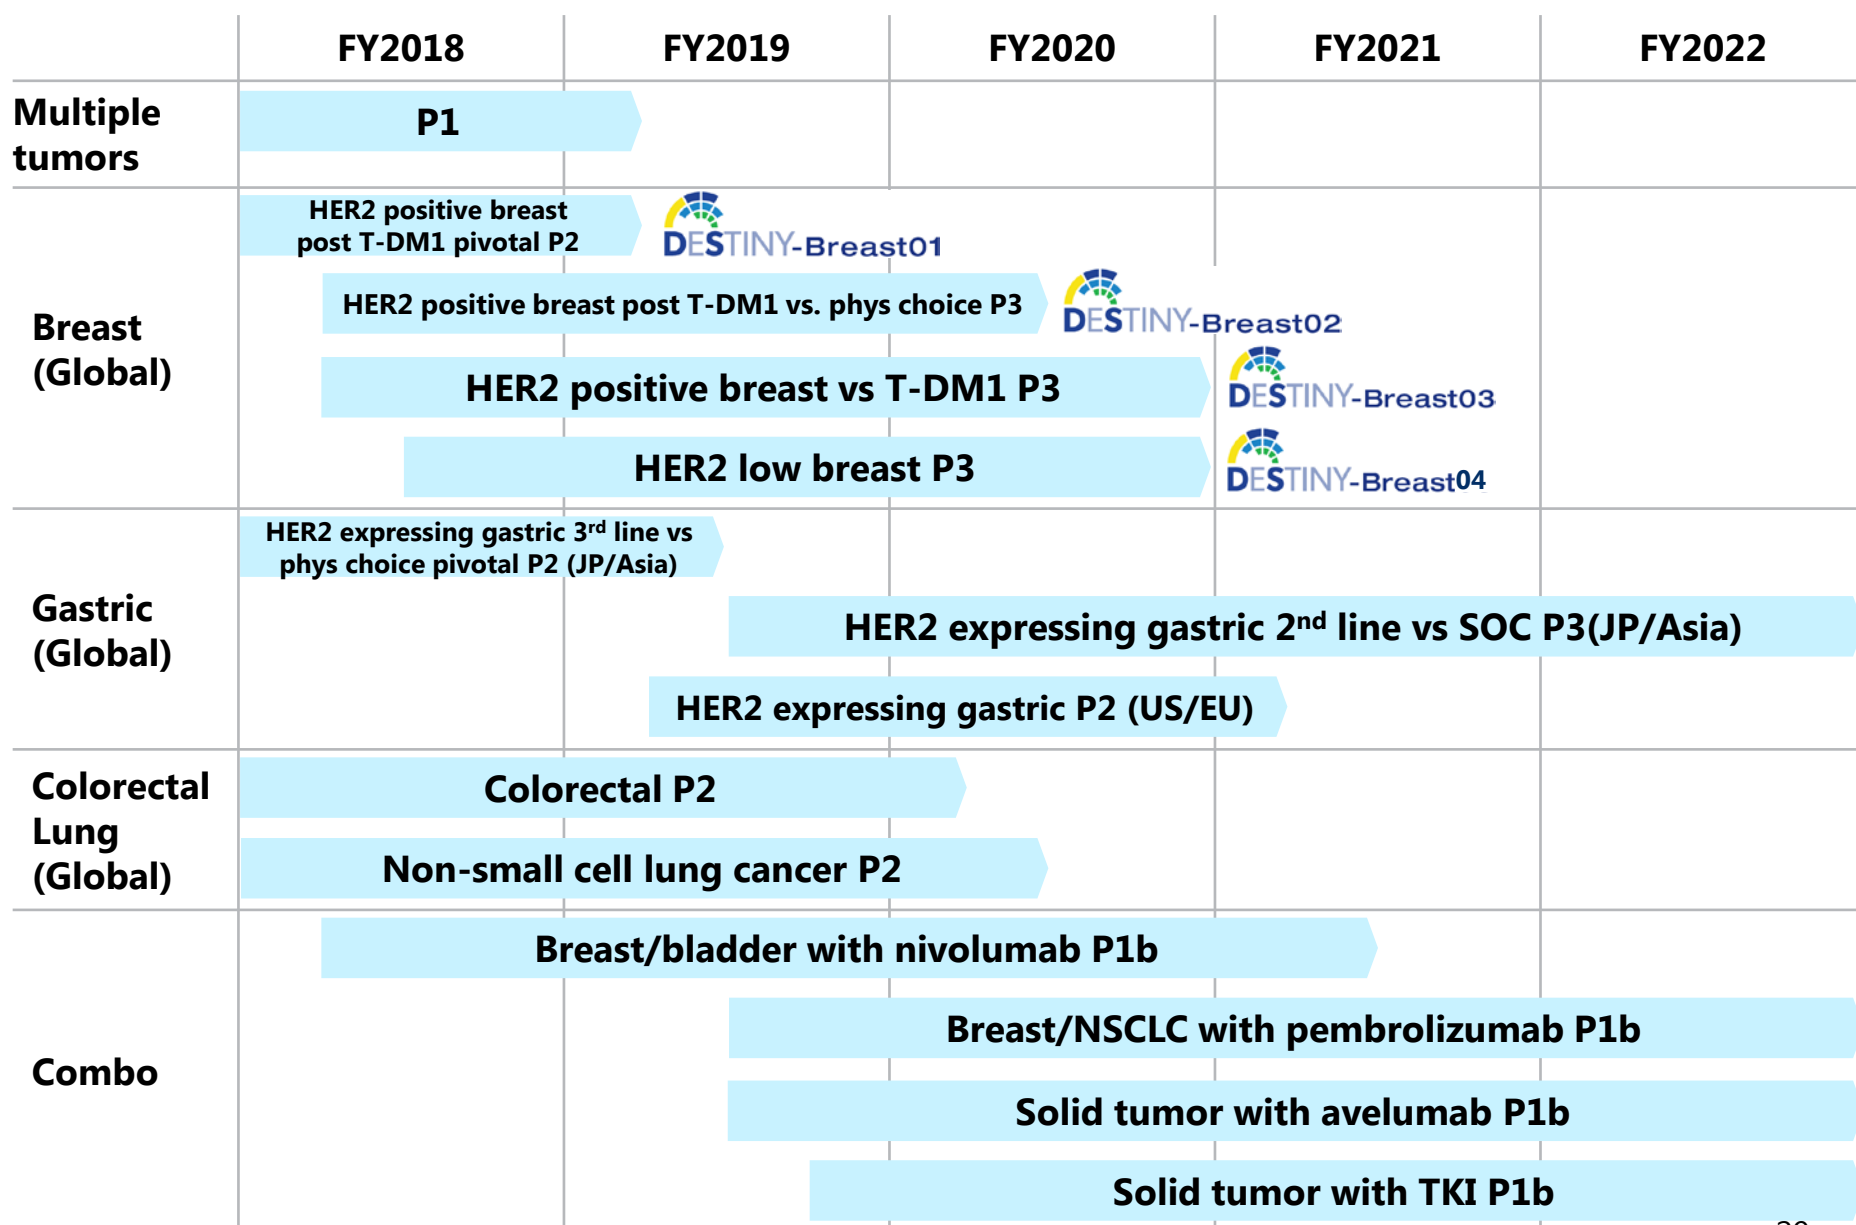 FY2018 FY2019 FY2020 FY2021 FY2022
Multiple
tumors
P1
Breast
(Global)
HER2 positive breast
post T-DM1 pivotal P2
DESTINY-Breast01
HER2 positive breast post T-DM1 vs. phys choice P3
DESTINY-Breast02
HER2 positive breast vs T-DM1 P3
DESTINY-Breast03
HER2 low breast P3
DESTINY-Breast04
Gastric
(Global)
HER2 expressing gastric 3rd line vs
phys choice pivotal P2 (JP/Asia)
HER2 expressing gastric 2nd line vs SOC P3(JP/Asia)
HER2 expressing gastric P2 (US/EU)
Colorectal
Lung
(Global)
Colorectal P2
Non-small cell lung cancer P2
Combo
Breast/bladder with nivolumab P1b
Breast/NSCLC with pembrolizumab P1b
Solid tumor with avelumab P1b
Solid tumor with TKI P1b